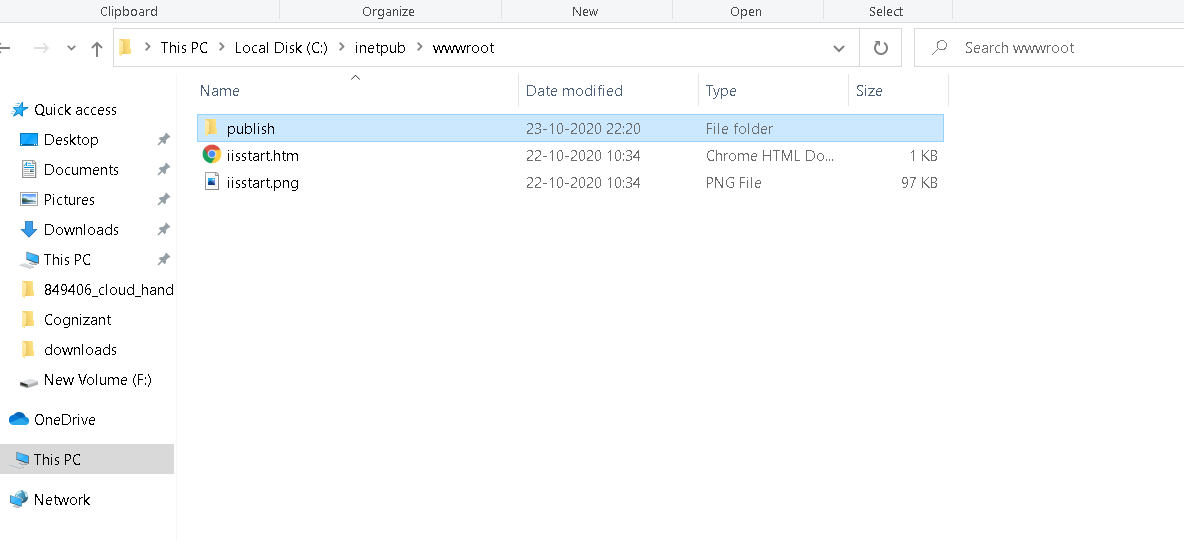 Clipboard Organize New Open Select
This PC Local Disk (C:) inetpub wwwroot Search wwwroot
Name Date modified Type Size
Quick access
Desktop
Documents
Pictures
Downloads
This PC
849406_cloud_hand
Cognizant
downloads
New Volume (F:)
OneDrive
This PC
Network
publish 23-10-2020 22:20 File folder
iisstart.htm 22-10-2020 10:34 Chrome HTML Do... 1 KB
iisstart.png 22-10-2020 10:34 PNG File 97 KB